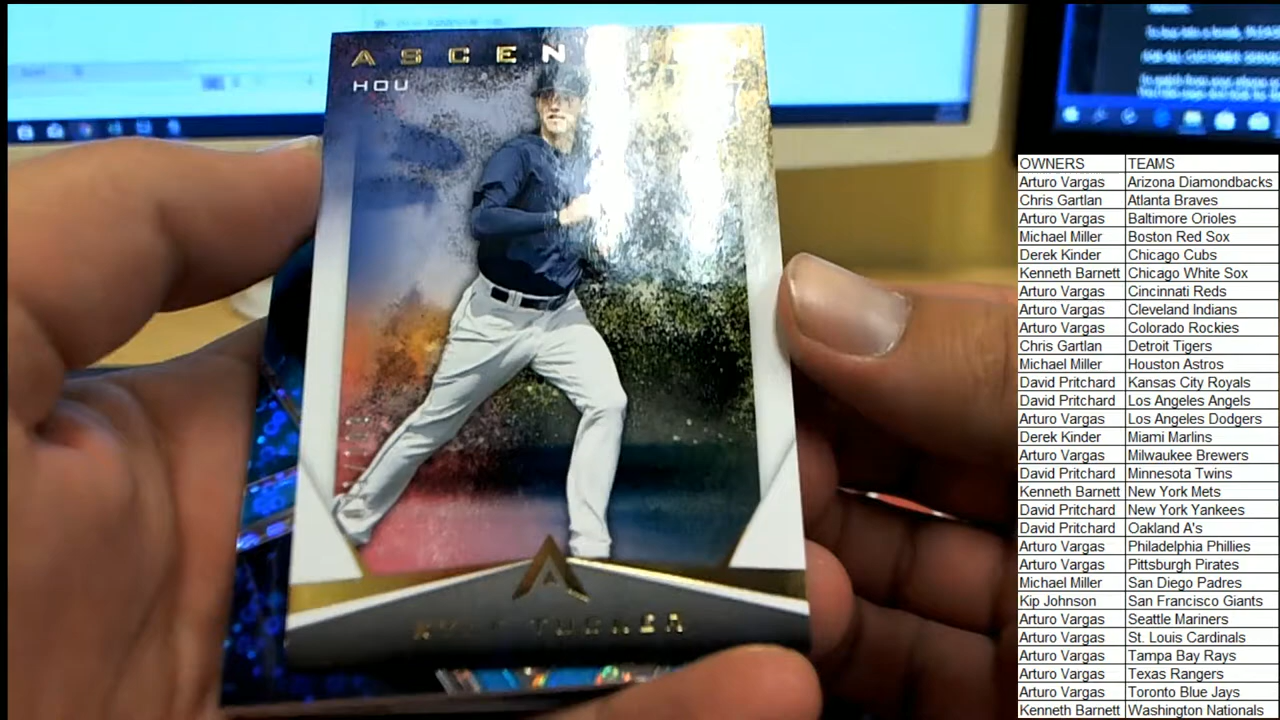 ASCEN
HOU
TUCKER
OWNERS TEAMS
Arturo Vargas Arizona Diamondbacks
Chris Gartlan Atlanta Braves
Arturo Vargas Baltimore Orioles
Michael Miller Boston Red Sox
Derek Kinder Chicago Cubs
Kenneth Barnett Chicago White Sox
Arturo Vargas Cincinnati Reds
Arturo Vargas Cleveland Indians
Arturo Vargas Colorado Rockies
Chris Gartlan Detroit Tigers
Michael Miller Houston Astros
David Pritchard Kansas City Royals
David Pritchard Los Angeles Angels
Arturo Vargas Los Angeles Dodgers
Derek Kinder Miami Marlins
Arturo Vargas Milwaukee Brewers
David Pritchard Minnesota Twins
Kenneth Barnett New York Mets
David Pritchard New York Yankees
David Pritchard Oakland A's
Arturo Vargas Philadelphia Phillies
Arturo Vargas Pittsburgh Pirates
Michael Miller San Diego Padres
Kip Johnson San Francisco Giants
Arturo Vargas Seattle Mariners
Arturo Vargas St. Louis Cardinals
Arturo Vargas Tampa Bay Rays
Arturo Vargas Texas Rangers
Arturo Vargas Toronto Blue Jays
Kenneth Barnett Washington Nationals